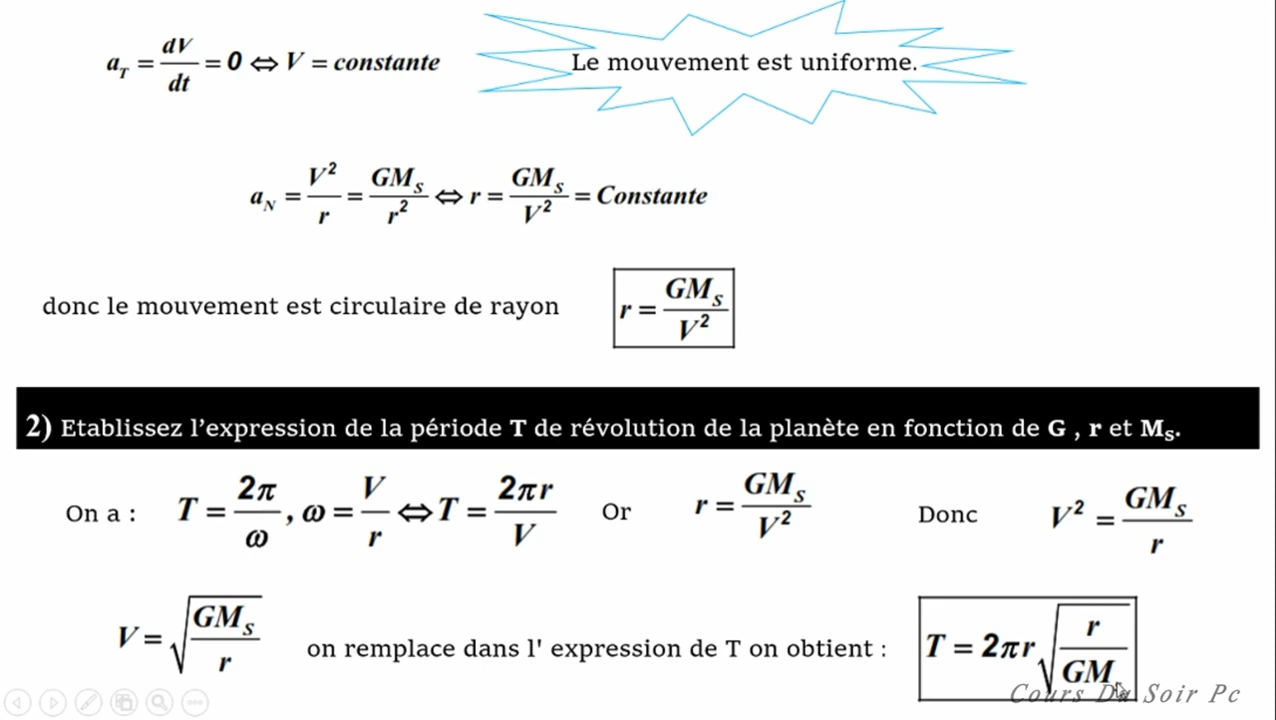 a_T = dV/dt = 0 ⇔ V = constante Le mouvement est uniforme.
a_N = V²/r = GM_S/r² ⇔ r = GM_S/V² = Constante
donc le mouvement est circulaire de rayon r = GM_S/V²
2) Etablissez l'expression de la période T de révolution de la planète en fonction de G , r et M_S.
On a : T = 2π/ω , ω = V/r ⇔ T = 2πr/V Or r = GM_S/V² Donc V² = GM_S/r
V = √(GM_S/r) on remplace dans l' expression de T on obtient : T = 2πr√(r/GM)
Cours Du Soir Pc